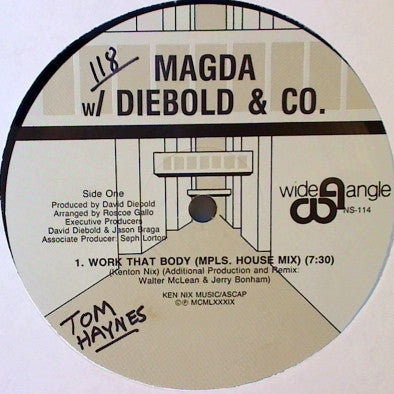 118
MAGDA
w/ DIEBOLD & CO.
Side One
Produced by David Diebold
Arranged by Roscoe Gallo
Executive Producers
David Diebold & Jason Braga
Associate Producer: Seph Lorton
wide angle
NS-114
1. WORK THAT BODY (MPLS. HOUSE MIX) (7:30)
(Kenton Nix) (Additional Production and Remix:
Walter McLean & Jerry Bonham)
KEN NIX MUSIC/ASCAP
©℗ MCMLXXXIX
TOM
HAYNES